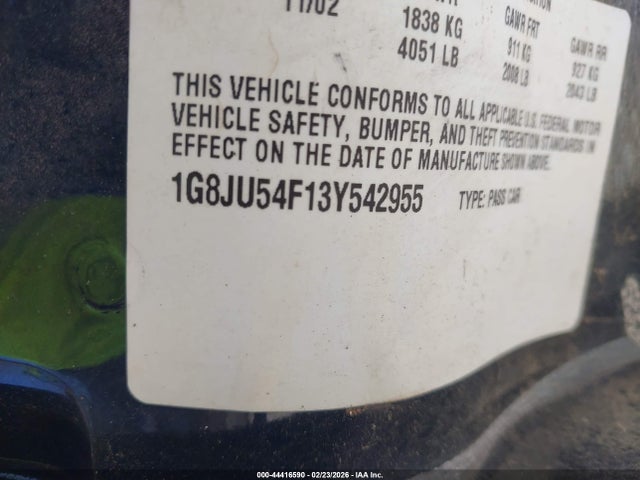 11/02
1838 KG
4051 LB
GAWR FRT
911 KG
2008 LB
GAWR RR
927 KG
2043 LB
THIS VEHICLE CONFORMS TO ALL APPLICABLE U.S. FEDERAL MOTOR
VEHICLE SAFETY, BUMPER, AND THEFT PREVENTION STANDARDS IN
EFFECT ON THE DATE OF MANUFACTURE SHOWN ABOVE.
1G8JU54F13Y542955 TYPE: PASS CAR
000-44416590 - 02/23/2026 - IAA Inc.